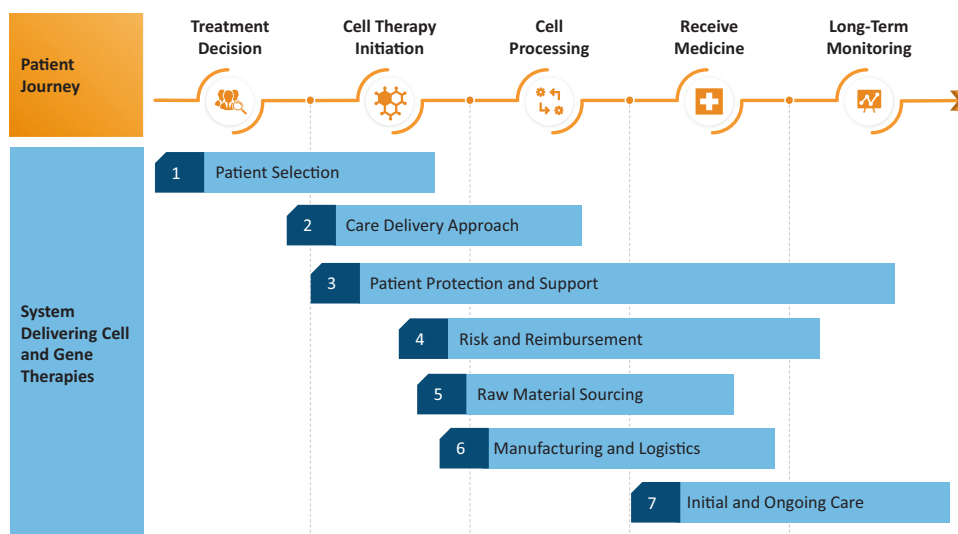 Treatment
Decision
Cell Therapy
Initiation
Cell
Processing
Receive
Medicine
Long-Term
Monitoring
Patient
Journey
System
Delivering Cell
and Gene
Therapies
1 Patient Selection
2 Care Delivery Approach
3 Patient Protection and Support
4 Risk and Reimbursement
5 Raw Material Sourcing
6 Manufacturing and Logistics
7 Initial and Ongoing Care